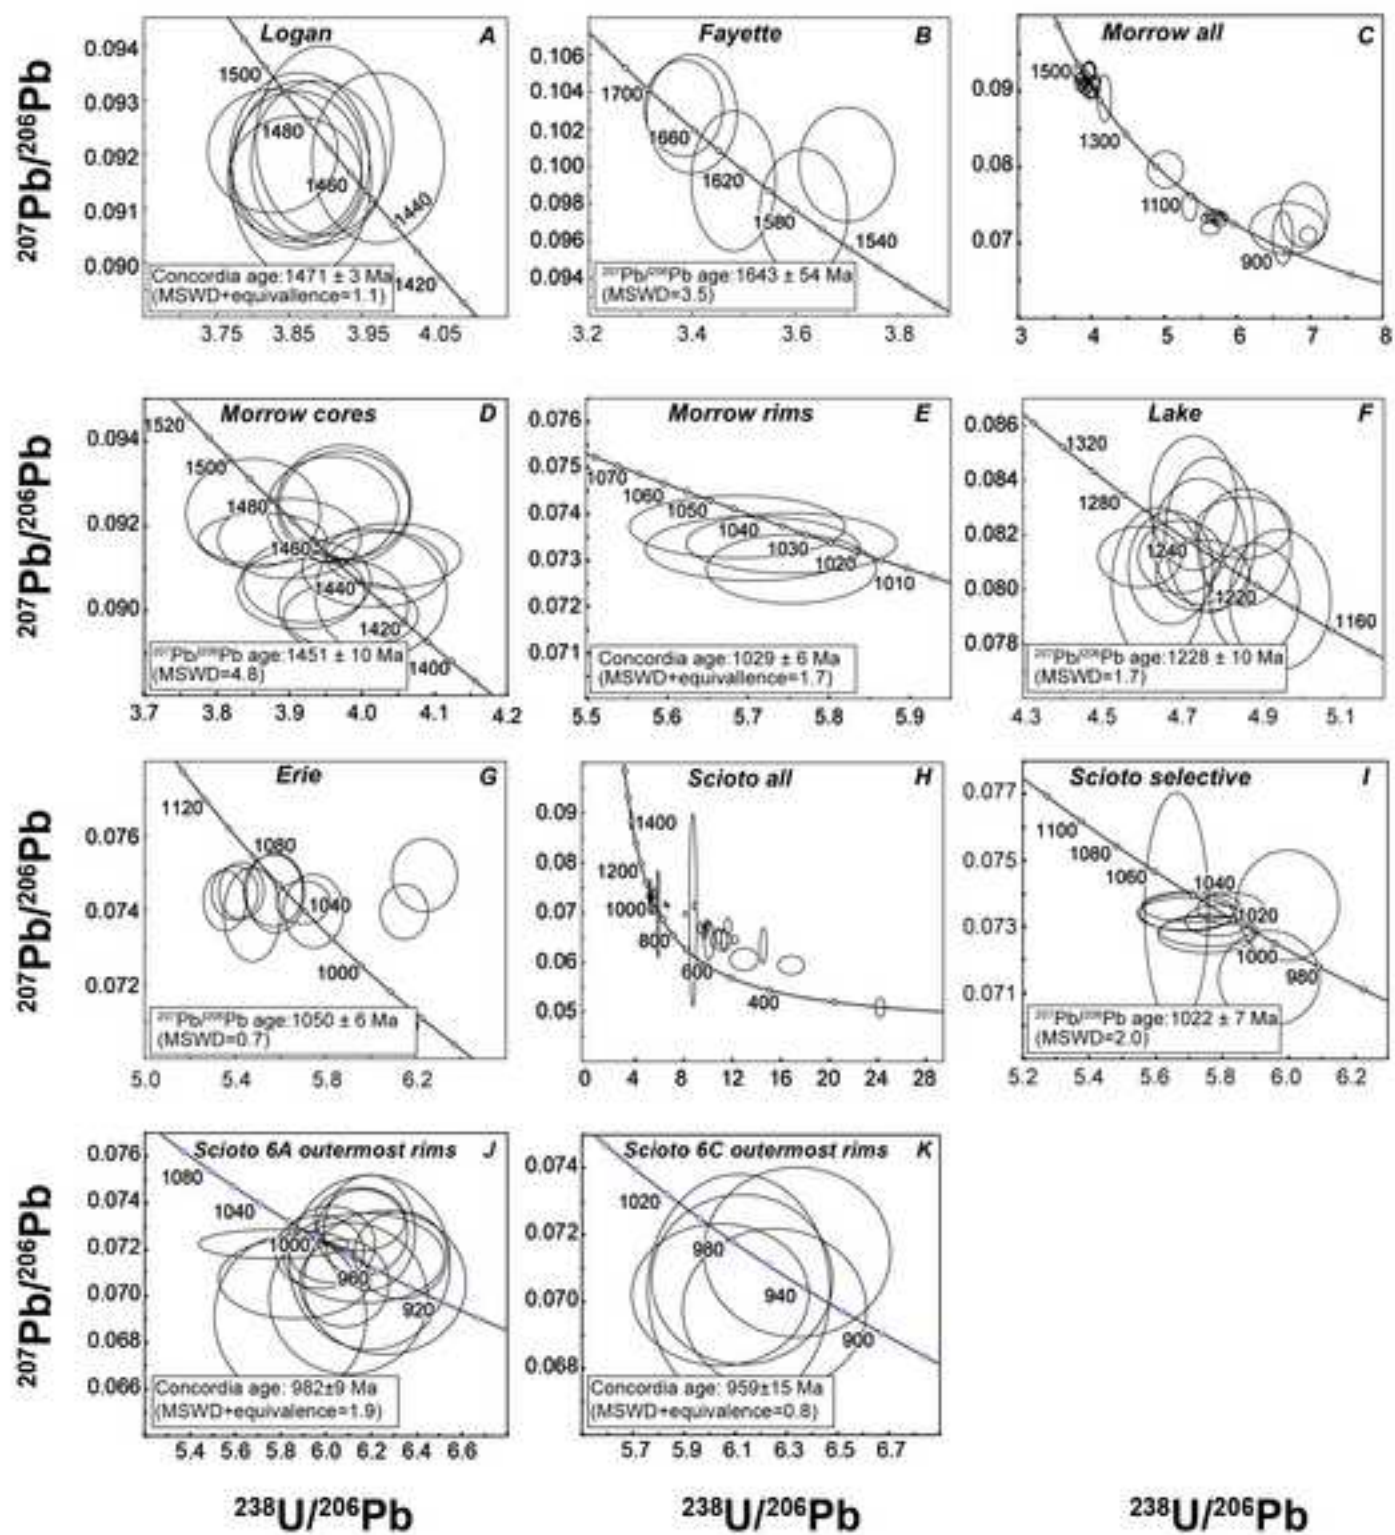 Logan A
0.094
0.093
0.092
0.091
0.090
1500
1480
1460
1440
1420
Concordia age:1471 ± 3 Ma
(MSWD+equivallence=1.1)
3.75 3.85 3.95 4.05
207Pb/206Pb
Fayette B
0.106
0.104
0.102
0.100
0.098
0.096
0.094
1700
1660
1620
1580
1540
207Pb/206Pb age:1643 ± 54 Ma
(MSWD=3.5)
3.2 3.4 3.6 3.8
Morrow all C
0.09
0.08
0.07
1500
1300
1100
900
3 4 5 6 7 8
Morrow cores D
0.094
0.092
0.090
1520
1500
1480
1460
1440
1420
1400
207Pb/206Pb age:1451 ± 10 Ma
(MSWD=4.8)
3.7 3.8 3.9 4.0 4.1 4.2
207Pb/206Pb
Morrow rims E
0.076
0.075
0.074
0.073
0.072
0.071
1070
1060
1050
1040
1030
1020
1010
Concordia age:1029 ± 6 Ma
(MSWD+equivallence=1.7)
5.5 5.6 5.7 5.8 5.9
Lake F
0.086
0.084
0.082
0.080
0.078
1320
1280
1240
1220
1160
207Pb/206Pb age:1228 ± 10 Ma
(MSWD=1.7)
4.3 4.5 4.7 4.9 5.1
Erie G
0.076
0.074
0.072
1120
1080
1040
1000
207Pb/206Pb age:1050 ± 6 Ma
(MSWD=0.7)
5.0 5.4 5.8 6.2
207Pb/206Pb
Scioto all H
0.09
0.08
0.07
0.06
0.05
1400
1200
1000
800
600
400
0 4 8 12 16 20 24 28
Scioto selective I
0.077
0.075
0.073
0.071
1100
1080
1060
1040
1020
1000
980
207Pb/206Pb age:1022 ± 7 Ma
(MSWD=2.0)
5.2 5.4 5.6 5.8 6.0 6.2
Scioto 6A outermost rims J
0.076
0.074
0.072
0.070
0.068
0.066
1080
1040
1000
960
920
Concordia age: 982±9 Ma
(MSWD+equivalence=1.9)
5.4 5.6 5.8 6.0 6.2 6.4 6.6
207Pb/206Pb
Scioto 6C outermost rims K
0.074
0.072
0.070
0.068
1020
980
940
900
Concordia age: 959±15 Ma
(MSWD+equivalence=0.8)
5.7 5.9 6.1 6.3 6.5 6.7
238U/206Pb 238U/206Pb 238U/206Pb